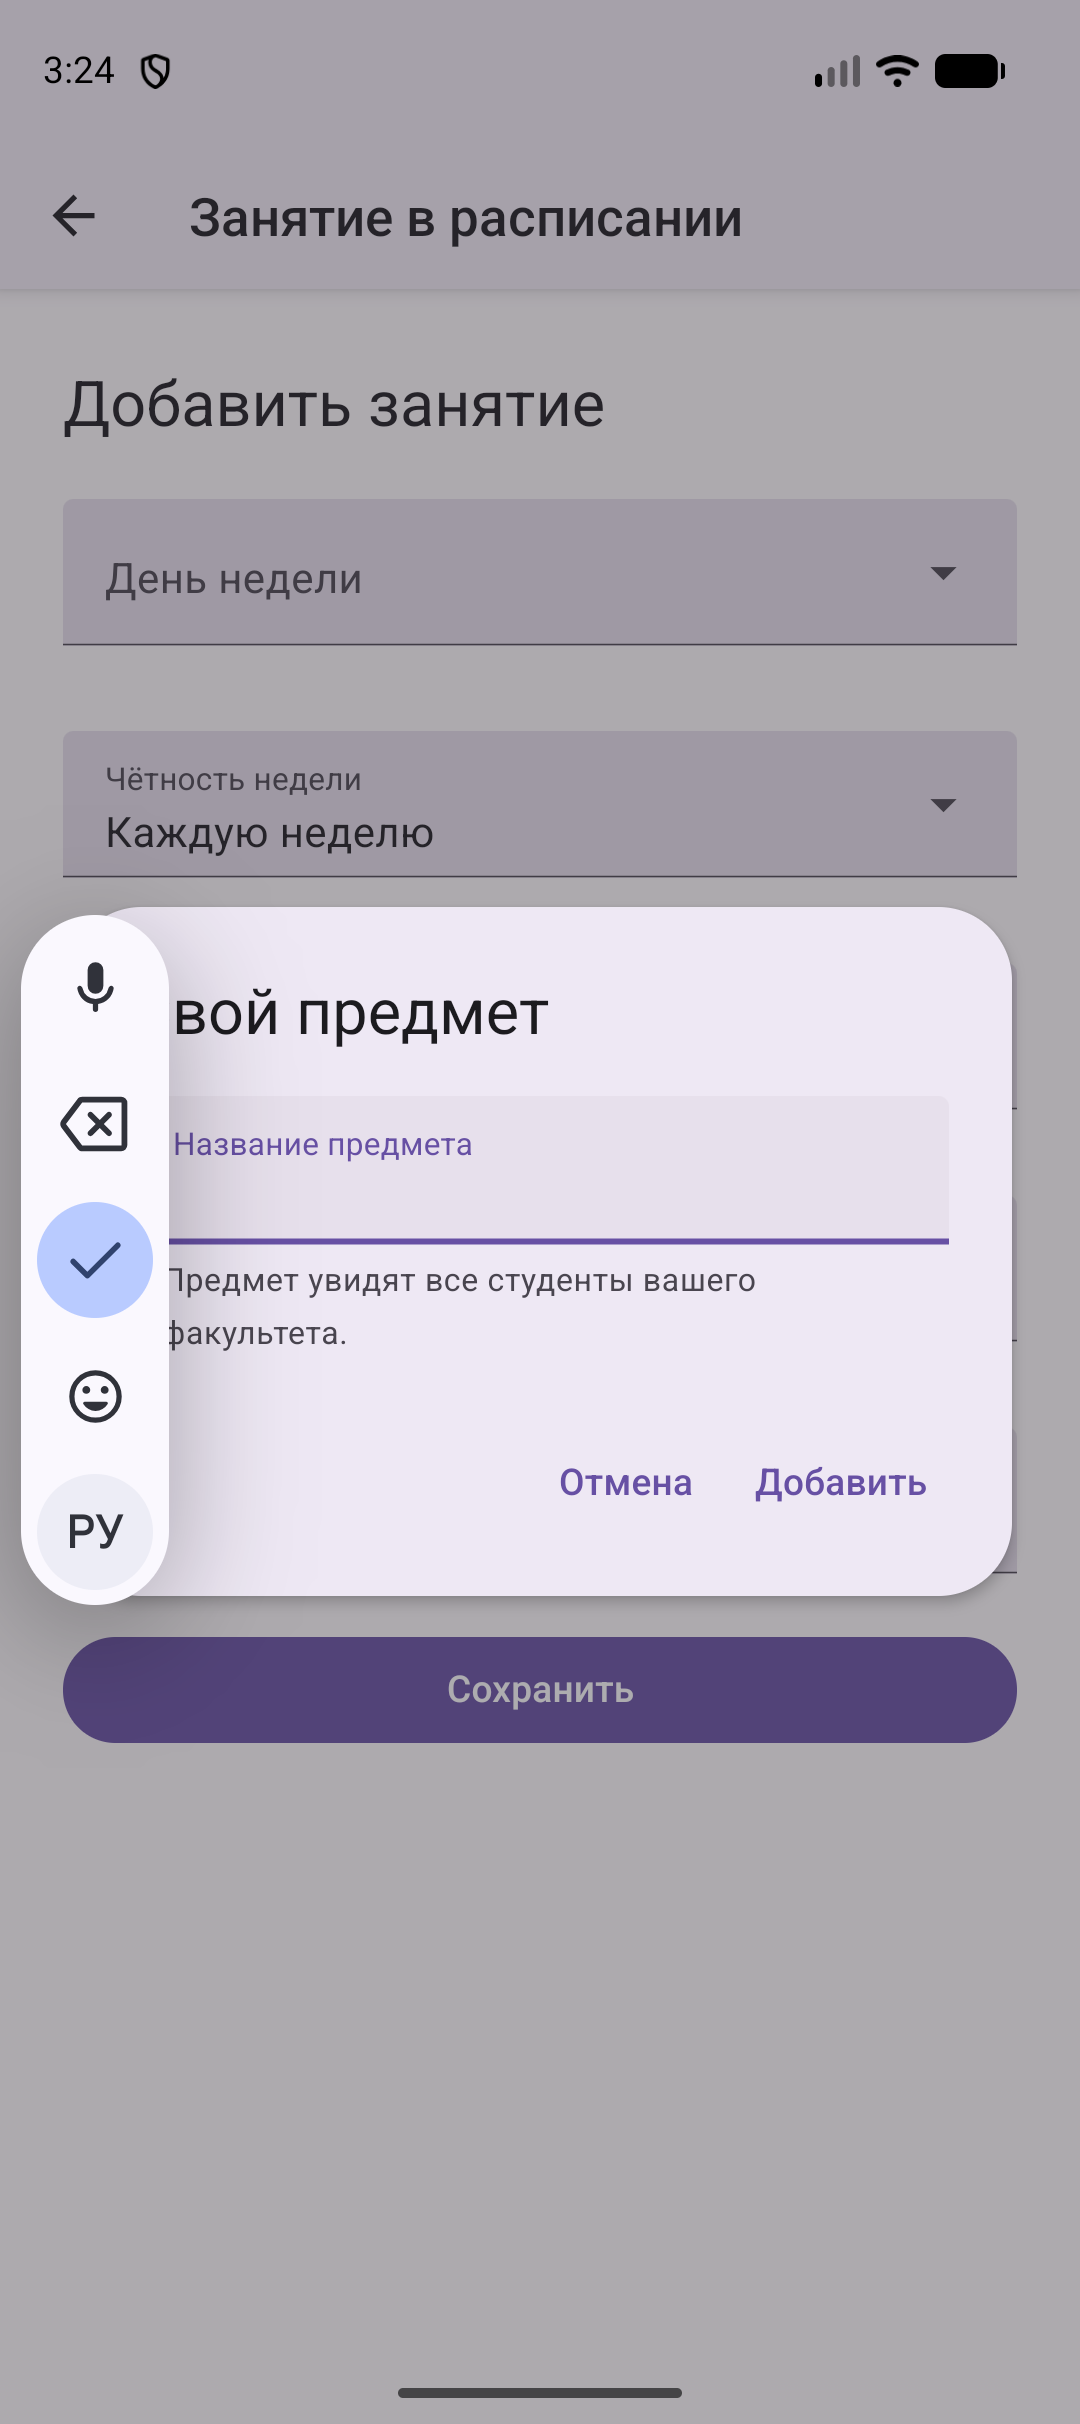 3:24
Занятие в расписании
Добавить занятие
День недели
Чётность недели
Каждую неделю
вой предмет
Название предмета
Предмет увидят все студенты вашего
факультета.
Отмена
Добавить
РУ
Сохранить